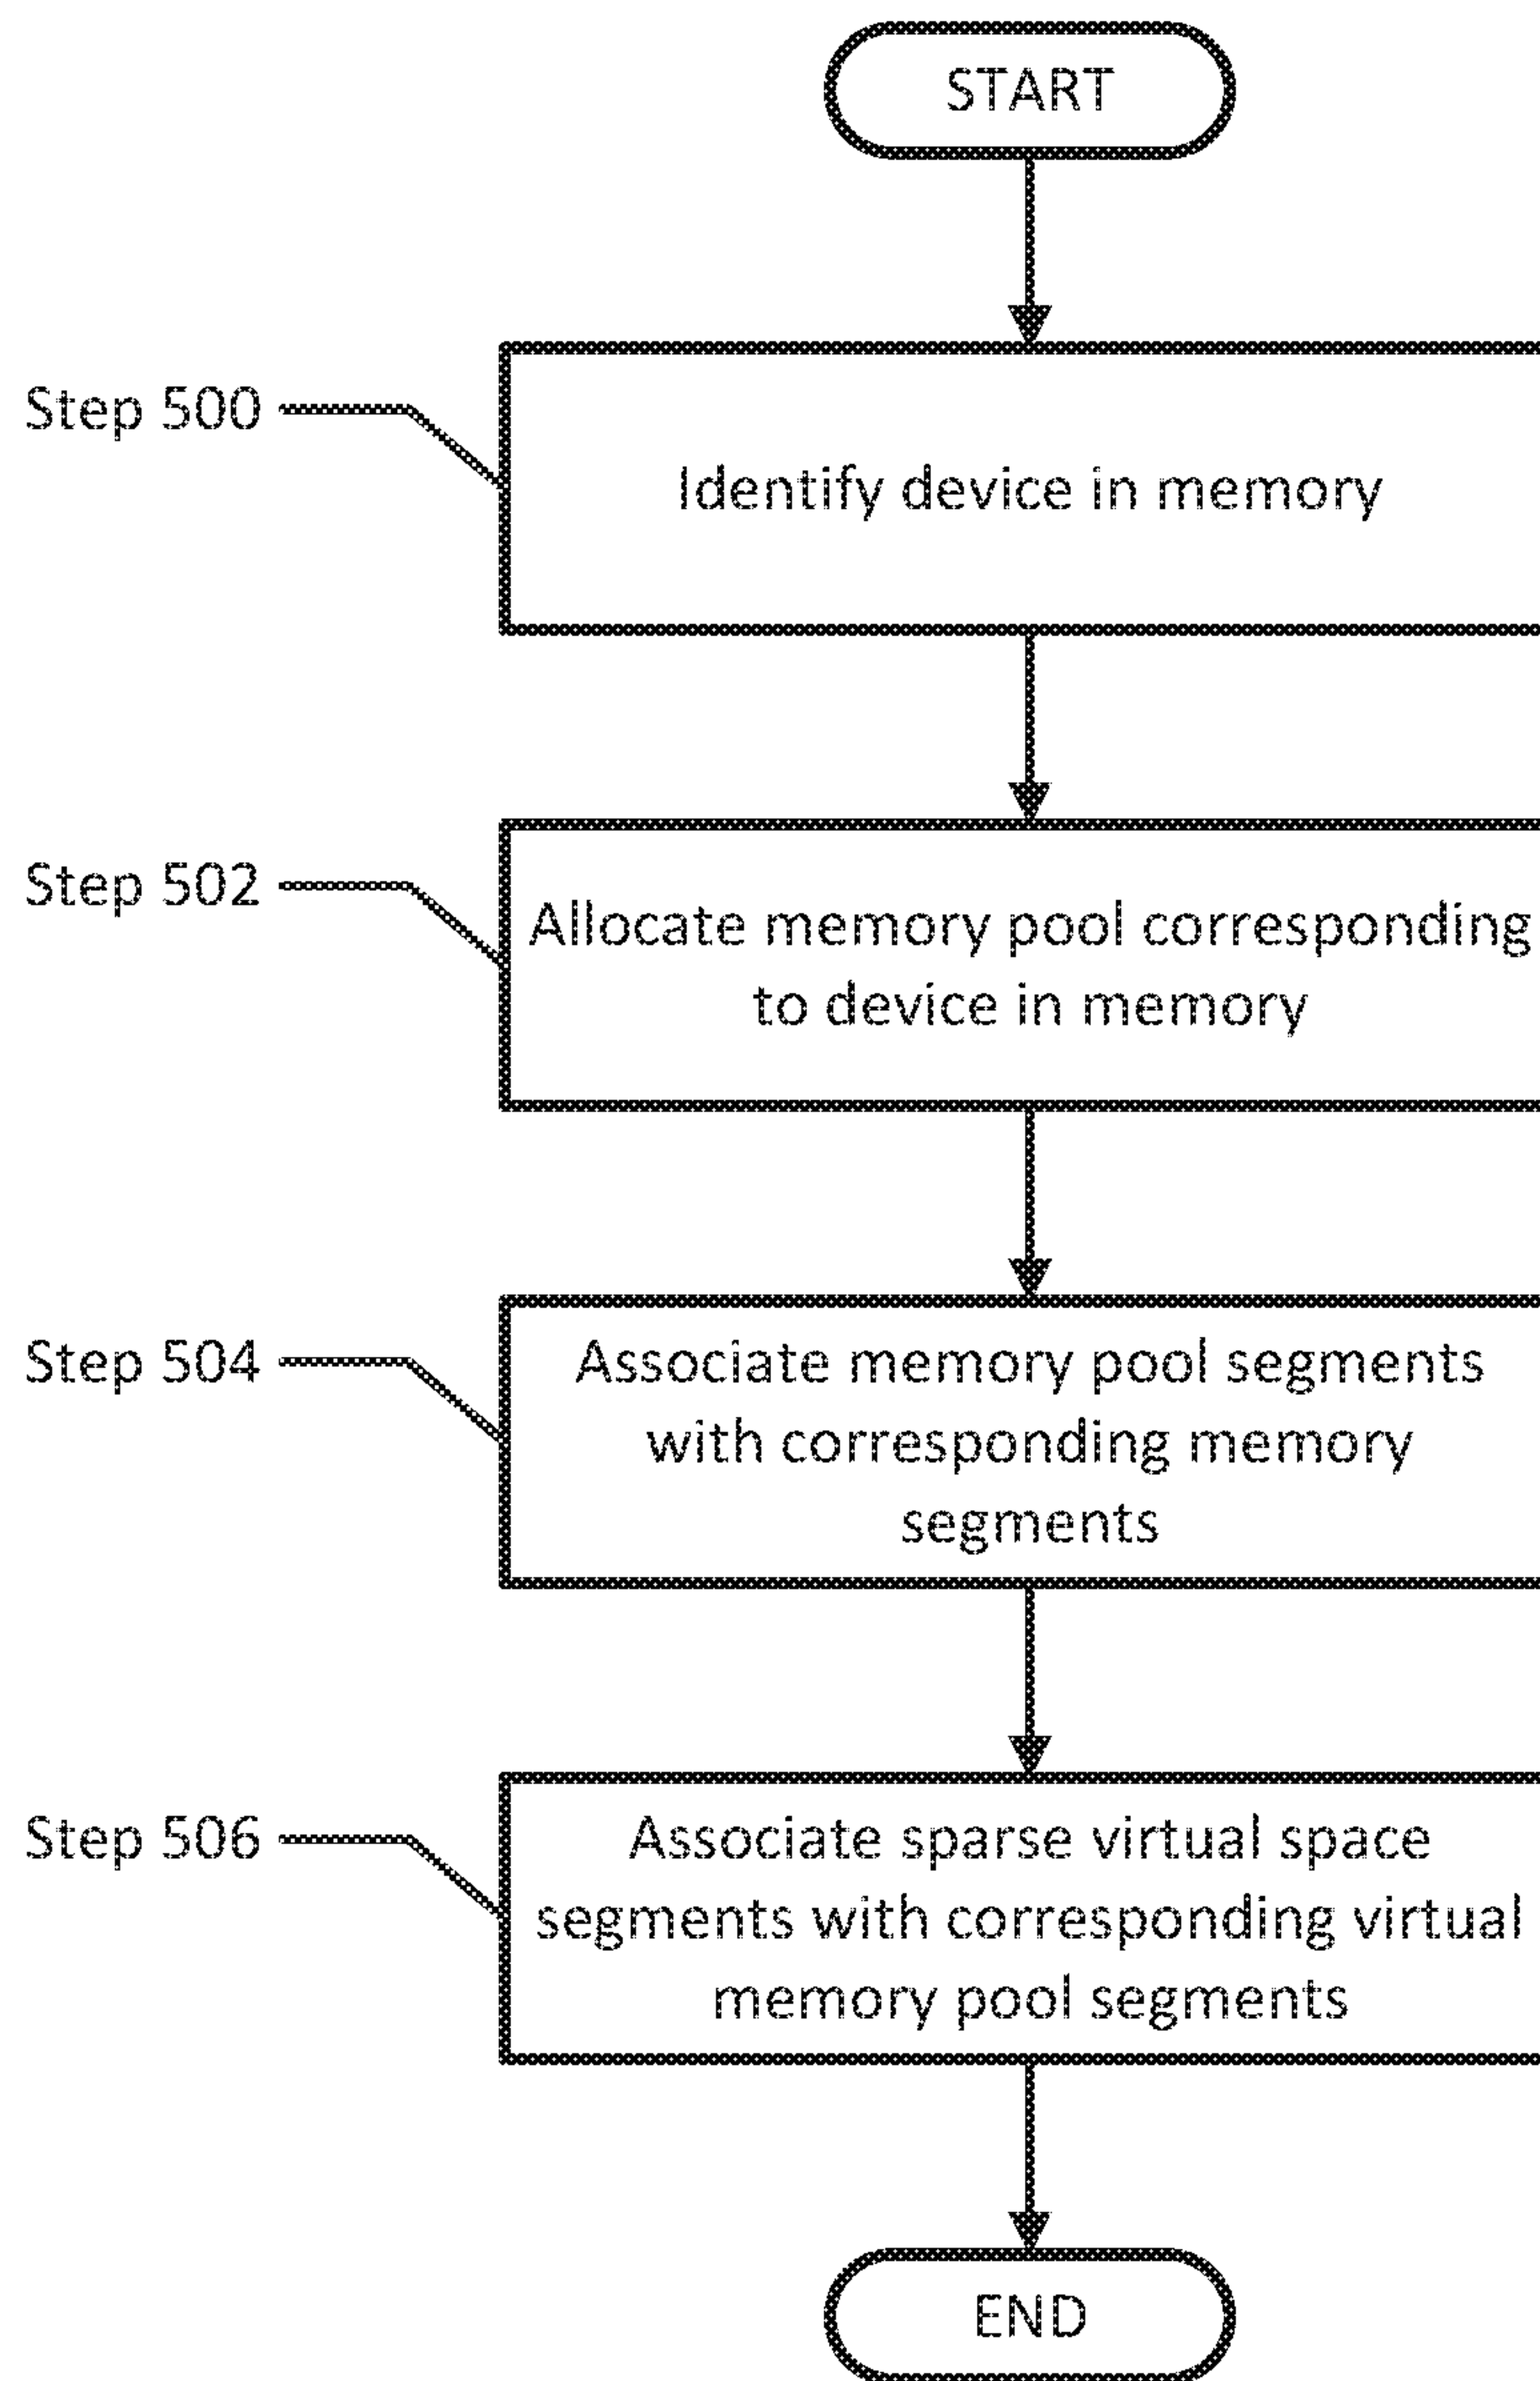 START
Step 500
Identify device in memory
Step 502
Allocate memory pool corresponding
to device in memory
Step 504
Associate memory pool segments
with corresponding memory
segments
Step 506
Associate sparse virtual space
segments with corresponding virtual
memory pool segments
END